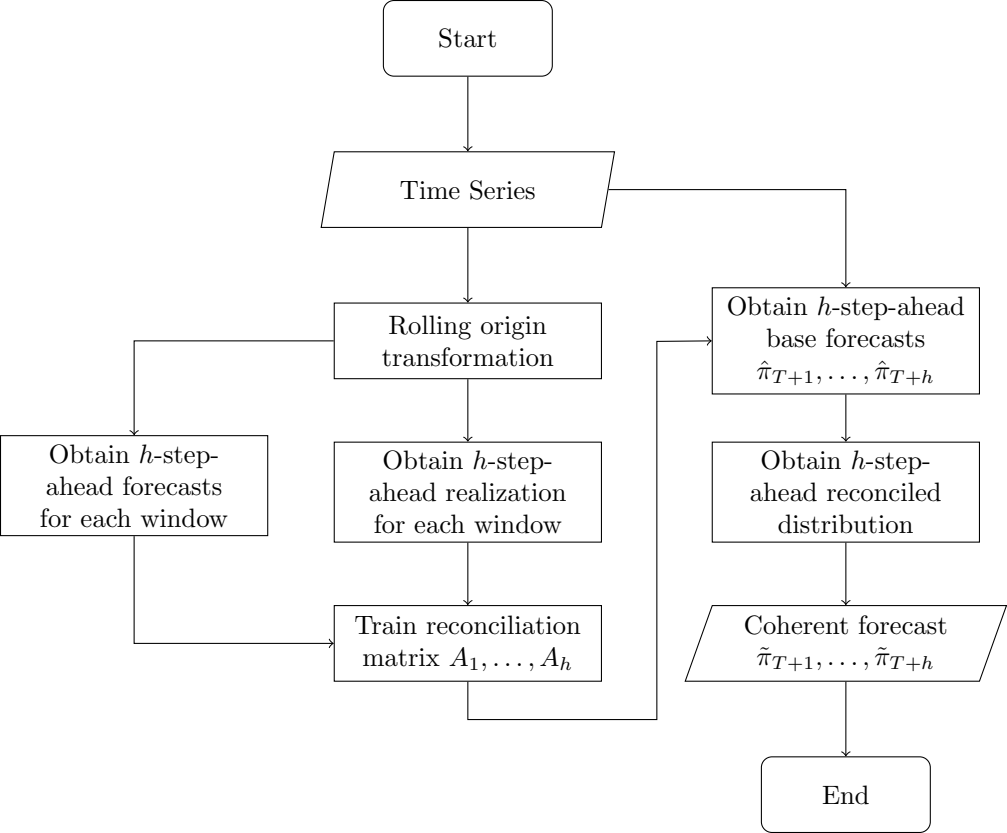 Start
Time Series
Rolling origin
transformation
Obtain h-step-ahead
base forecasts
π̂_{T+1}, . . . , π̂_{T+h}
Obtain h-step-
ahead forecasts
for each window
Obtain h-step-
ahead realization
for each window
Obtain h-step-
ahead reconciled
distribution
Train reconciliation
matrix A_1, . . . , A_h
Coherent forecast
π̃_{T+1}, . . . , π̃_{T+h}
End